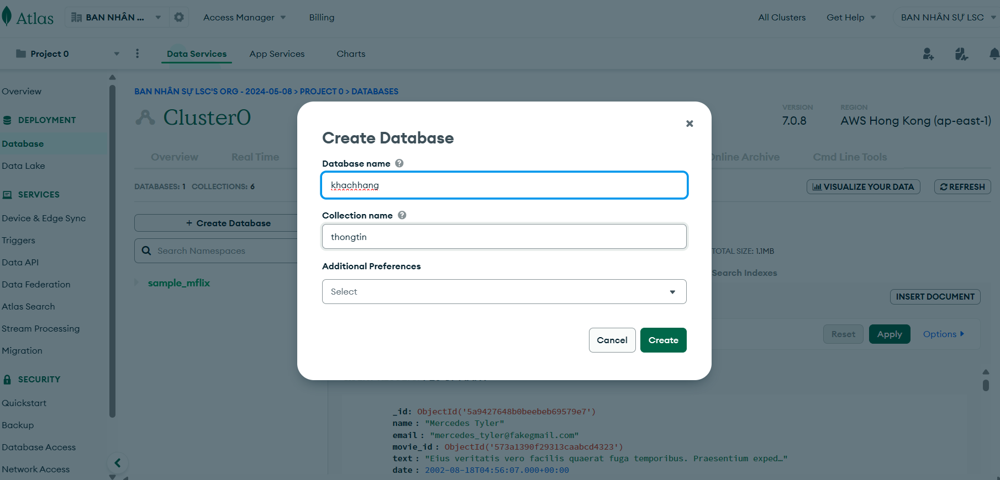 Atlas
BAN NHÂN ...
Access Manager
Billing
All Clusters
Get Help
BAN NHÂN SỰ LSC
Project 0
Data Services
App Services
Charts
Overview
DEPLOYMENT
Database
Data Lake
SERVICES
Device & Edge Sync
Triggers
Data API
Data Federation
Atlas Search
Stream Processing
Migration
SECURITY
Quickstart
Backup
Database Access
Network Access
BAN NHÂN SỰ LSC'S ORG - 2024-05-08 > PROJECT 0 > DATABASES
Cluster0
VERSION
7.0.8
REGION
AWS Hong Kong (ap-east-1)
Overview
Real Time
Online Archive
Cmd Line Tools
DATABASES: 1 COLLECTIONS: 6
VISUALIZE YOUR DATA
REFRESH
+ Create Database
Search Namespaces
sample_mflix
Create Database
Database name
khachhang
Collection name
thongtin
Additional Preferences
Select
Cancel
Create
TOTAL SIZE: 1.1MB
Search Indexes
INSERT DOCUMENT
Reset
Apply
Options
_id: ObjectId('5a9427648b0beebeb69579e7')
name : "Mercedes Tyler"
email : "mercedes_tyler@fakegmail.com"
movie_id : ObjectId('573a1390f29313caabcd4323')
text : "Eius veritatis vero facilis quaerat fuga temporibus. Praesentium exped…"
date : 2002-08-18T04:56:07.000+00:00